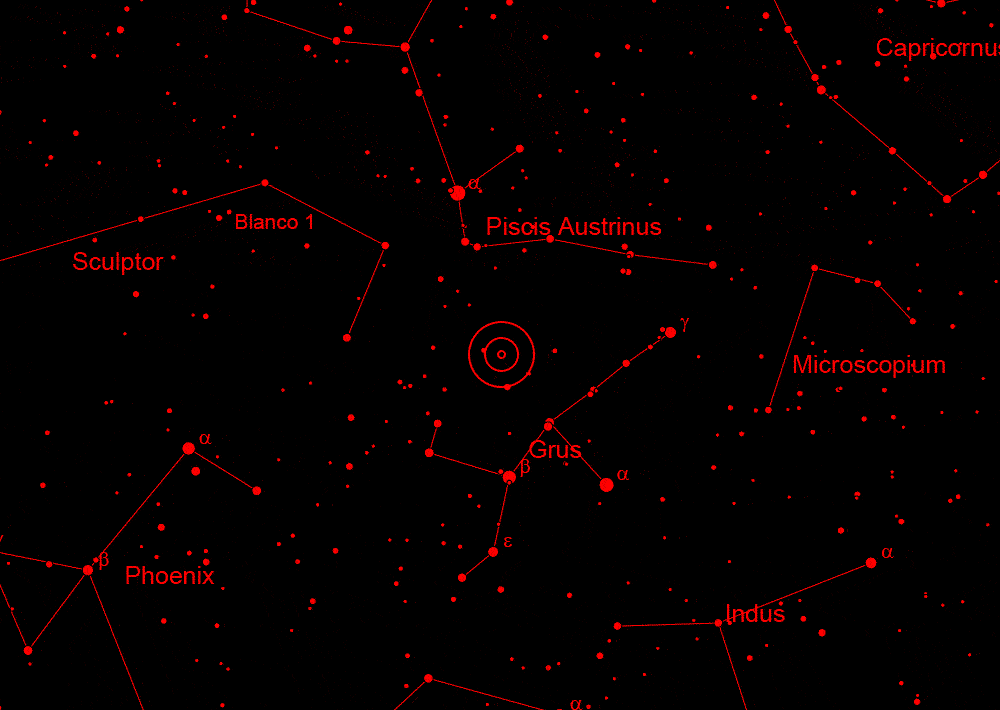 Capricornus
α
Piscis Austrinus
Blanco 1
Sculptor
γ
Microscopium
α
Grus
β
α
ε
α
β
Phoenix
Indus
α